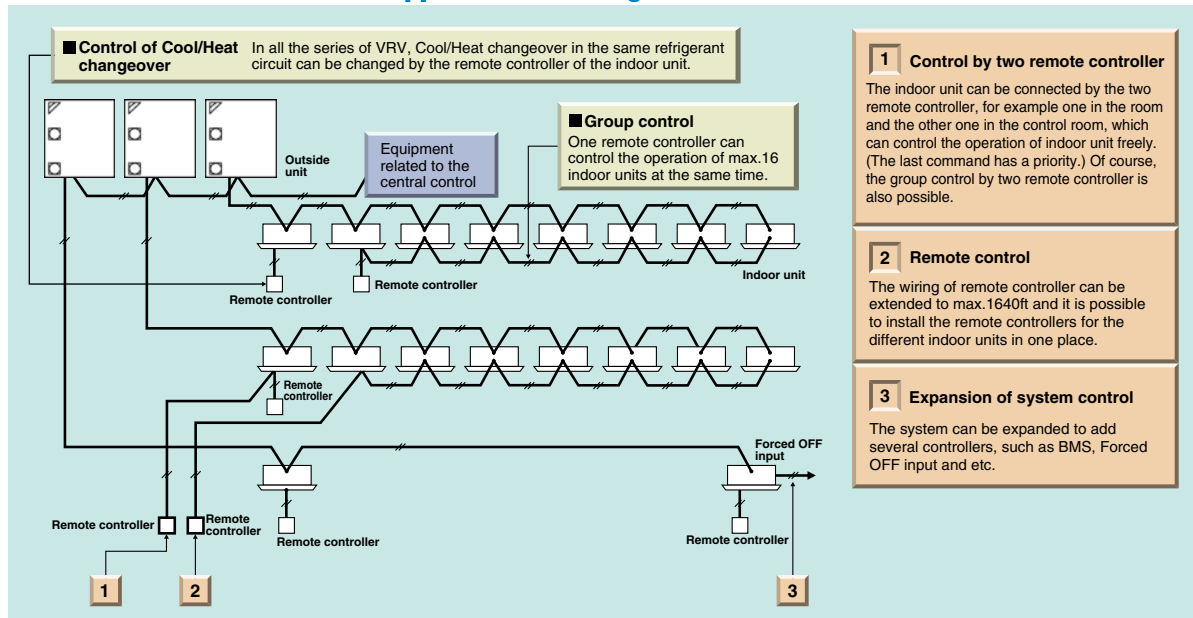 ■Control of Cool/Heat changeover
In all the series of VRV, Cool/Heat changeover in the same refrigerant
circuit can be changed by the remote controller of the indoor unit.
Outside
unit
Equipment
related to the
central control
■Group control
One remote controller can
control the operation of max.16
indoor units at the same time.
Indoor unit
Remote controller
Remote controller
Remote
controller
Forced OFF
input
Remote controller
Remote
controller
Remote controller
Remote controller
1
2
3
1 Control by two remote controller
The indoor unit can be connected by the two
remote controller, for example one in the room
and the other one in the control room, which
can control the operation of indoor unit freely.
(The last command has a priority.) Of course,
the group control by two remote controller is
also possible.
2 Remote control
The wiring of remote controller can be
extended to max.1640ft and it is possible
to install the remote controllers for the
different indoor units in one place.
3 Expansion of system control
The system can be expanded to add
several controllers, such as BMS, Forced
OFF input and etc.